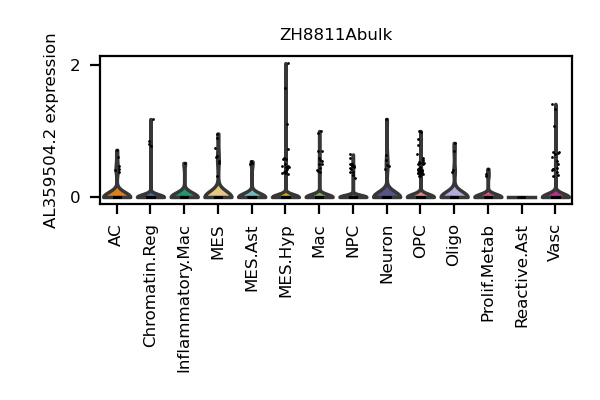 ZH8811Abulk
AL359504.2 expression
2
0
AC
Chromatin.Reg
Inflammatory.Mac
MES
MES.Ast
MES.Hyp
Mac
NPC
Neuron
OPC
Oligo
Prolif.Metab
Reactive.Ast
Vasc